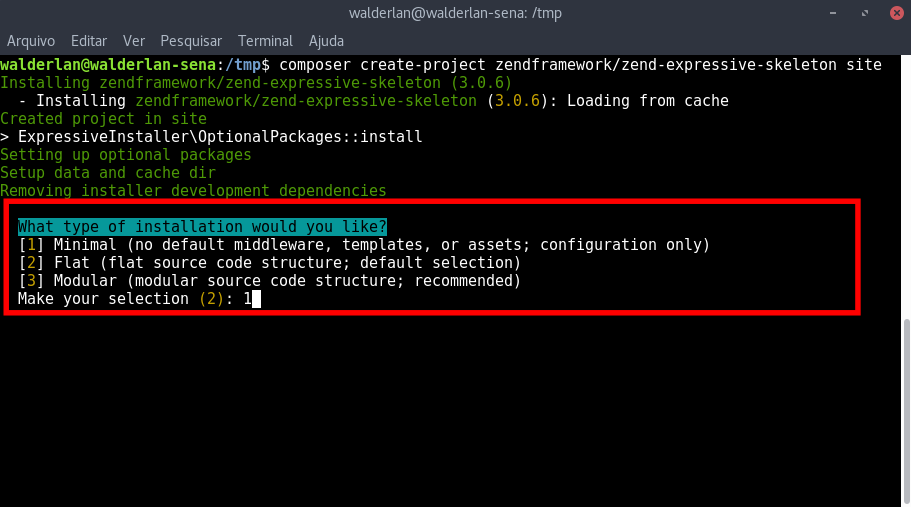 walderlan@walderlan-sena: /tmp
Arquivo Editar Ver Pesquisar Terminal Ajuda
walderlan@walderlan-sena:/tmp$ composer create-project zendframework/zend-expressive-skeleton site
Installing zendframework/zend-expressive-skeleton (3.0.6)
  - Installing zendframework/zend-expressive-skeleton (3.0.6): Loading from cache
Created project in site
> ExpressiveInstaller\OptionalPackages::install
Setting up optional packages
Setup data and cache dir
Removing installer development dependencies
  What type of installation would you like?
  [1] Minimal (no default middleware, templates, or assets; configuration only)
  [2] Flat (flat source code structure; default selection)
  [3] Modular (modular source code structure; recommended)
  Make your selection (2): 1